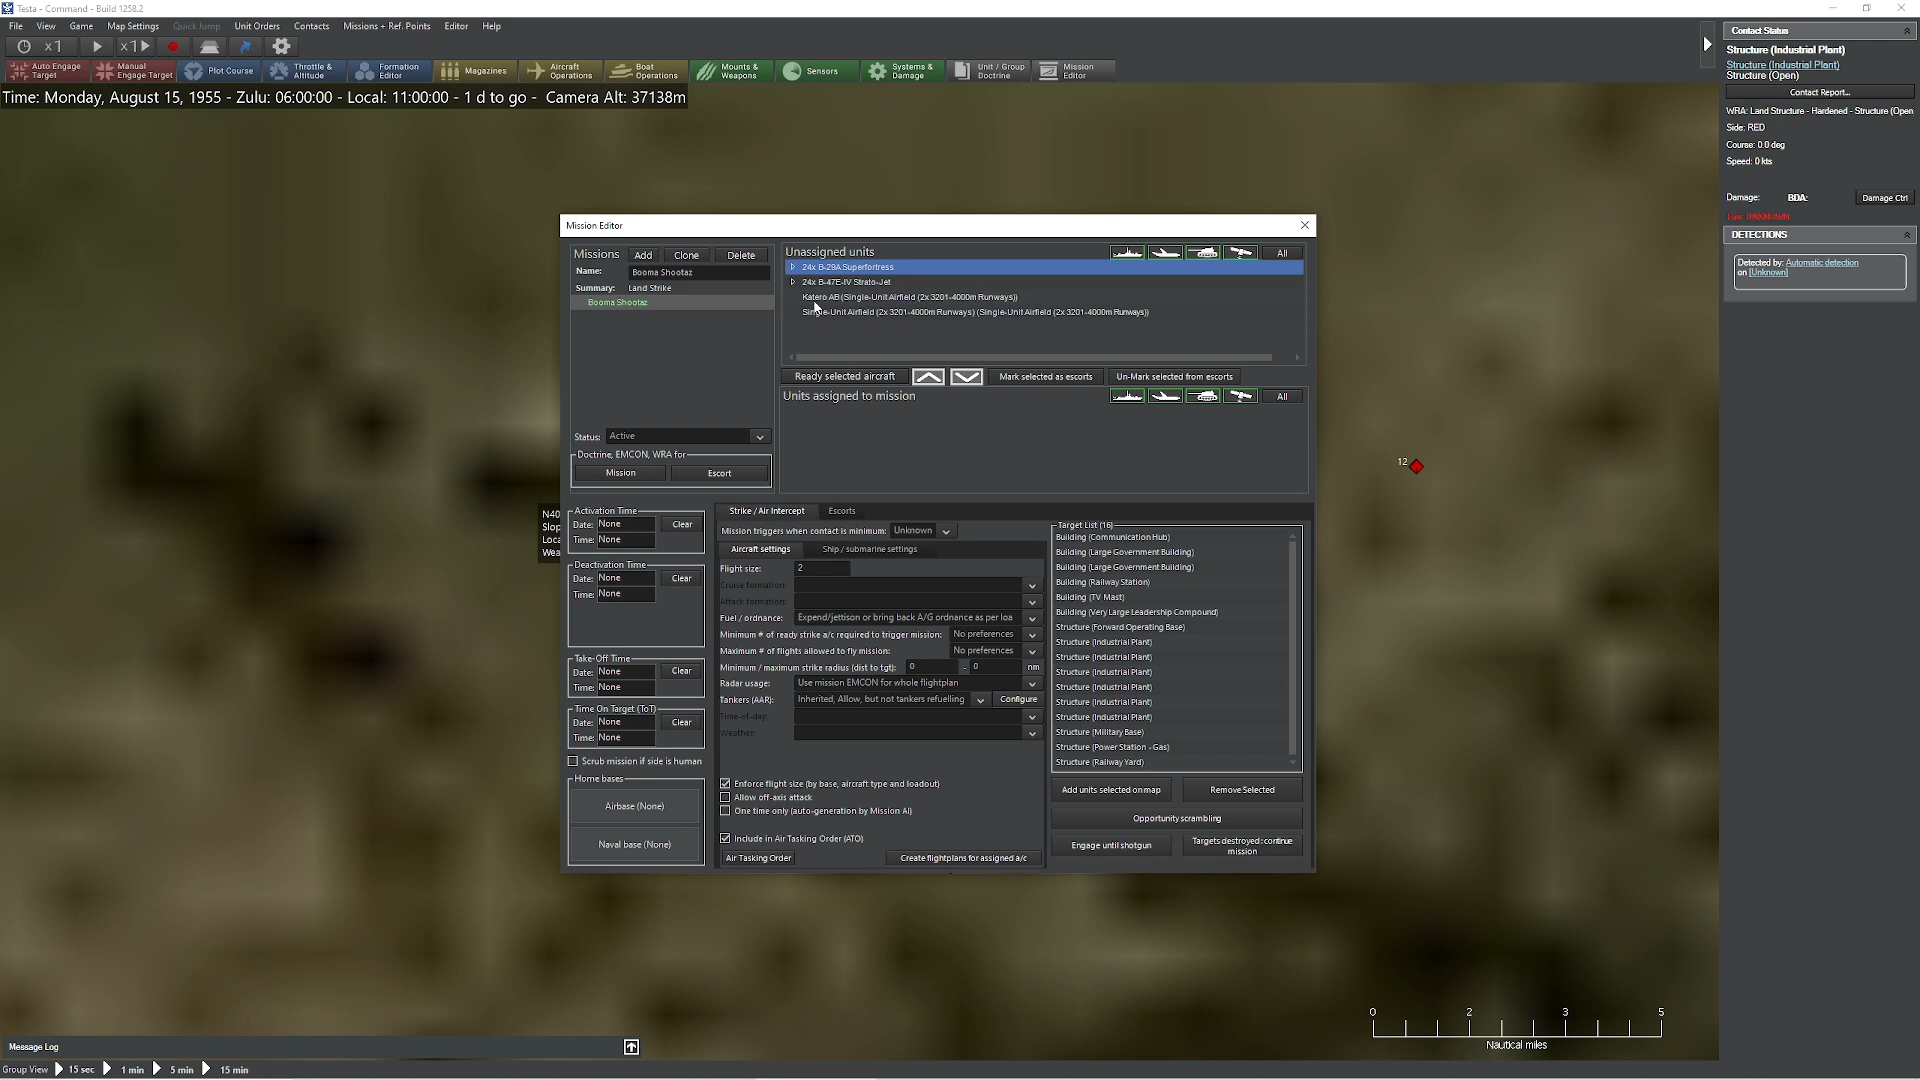 Testa - Command - Build 1258.2
File View Game Map Settings Quick Jump Unit Orders Contacts Missions + Ref. Points Editor Help
x1 x1
Auto Engage Target
Manual Engage Target
Plot Course
Throttle & Altitude
Formation Editor
Magazines
Aircraft Operations
Boat Operations
Mounts & Weapons
Sensors
Systems & Damage
Unit / Group Doctrine
Mission Editor
Time: Monday, August 15, 1955 - Zulu: 06:00:00 - Local: 11:00:00 - 1 d to go - Camera Alt: 37138m
Contact Status
Structure (Industrial Plant)
Structure (Industrial Plant)
Structure (Open)
Contact Report...
WRA: Land Structure - Hardened - Structure (Open
Side: RED
Course: 0.0 deg
Speed: 0 kts
Damage: BDA: Damage Ctrl
DETECTIONS
Detected by: Automatic detection
on [Unknown]
Mission Editor
Missions Add Clone Delete
Name: Booma Shootaz
Summary: Land Strike
Booma Shootaz
Status: Active
Doctrine, EMCON, WRA for
Mission Escort
Unassigned units All
24x B-29A Superfortress
24x B-47E-IV Strato-Jet
Katero AB (Single-Unit Airfield (2x 3201-4000m Runways))
Single-Unit Airfield (2x 3201-4000m Runways) (Single-Unit Airfield (2x 3201-4000m Runways))
Ready selected aircraft Mark selected as escorts Un-Mark selected from escorts
Units assigned to mission All
N40
Slop
Loca
Wea
12
Activation Time
Date: None Clear
Time: None
Deactivation Time
Date: None Clear
Time: None
Take-Off Time
Date: None Clear
Time: None
Time On Target (ToT)
Date: None Clear
Time: None
Scrub mission if side is human
Home bases
Airbase (None)
Naval base (None)
Strike / Air Intercept Escorts
Mission triggers when contact is minimum: Unknown
Aircraft settings Ship / submarine settings
Flight size: 2
Cruise formation:
Attack formation:
Fuel / ordnance: Expend/jettison or bring back A/G ordnance as per loa
Minimum # of ready strike a/c required to trigger mission: No preferences
Maximum # of flights allowed to fly mission: No preferences
Minimum / maximum strike radius (dist to tgt): 0 - 0 nm
Radar usage: Use mission EMCON for whole flightplan
Tankers (AAR): Inherited, Allow, but not tankers refuelling Configure
Time-of-day:
Weather:
Enforce flight size (by base, aircraft type and loadout)
Allow off-axis attack
One time only (auto-generation by Mission AI)
Include in Air Tasking Order (ATO)
Air Tasking Order Create flightplans for assigned a/c
Target List (16)
Building (Communication Hub)
Building (Large Government Building)
Building (Large Government Building)
Building (Railway Station)
Building (TV Mast)
Building (Very Large Leadership Compound)
Structure (Forward Operating Base)
Structure (Industrial Plant)
Structure (Industrial Plant)
Structure (Industrial Plant)
Structure (Industrial Plant)
Structure (Industrial Plant)
Structure (Industrial Plant)
Structure (Military Base)
Structure (Power Station - Gas)
Structure (Railway Yard)
Add units selected on map Remove Selected
Opportunity scrambling
Engage until shotgun
Targets destroyed: continue mission
0 2 3 5
Nautical miles
Message Log
Group View 15 sec 1 min 5 min 15 min